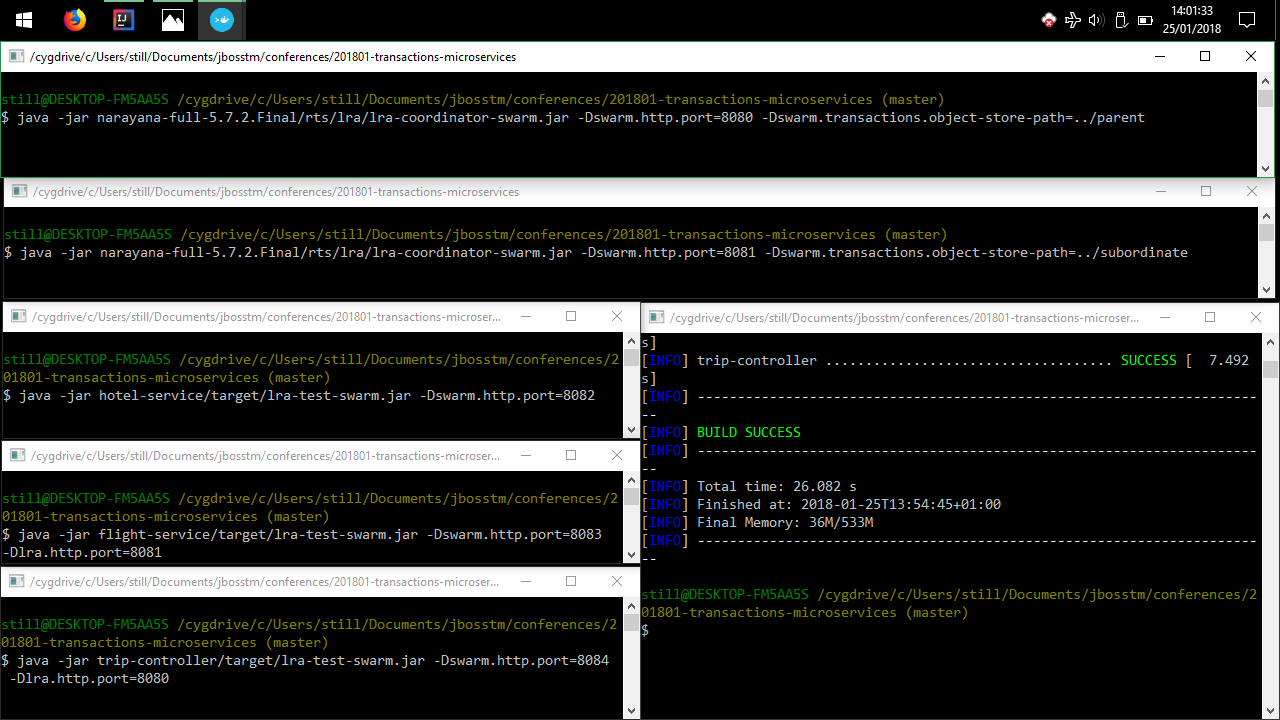 IJ
14:01:33
25/01/2018
/cygdrive/c/Users/still/Documents/jbosstm/conferences/201801-transactions-microservices
still@DESKTOP-FM5AA5S /cygdrive/c/Users/still/Documents/jbosstm/conferences/201801-transactions-microservices (master)
$ java -jar narayana-full-5.7.2.Final/rts/lra/lra-coordinator-swarm.jar -Dswarm.http.port=8080 -Dswarm.transactions.object-store-path=../parent
/cygdrive/c/Users/still/Documents/jbosstm/conferences/201801-transactions-microservices
still@DESKTOP-FM5AA5S /cygdrive/c/Users/still/Documents/jbosstm/conferences/201801-transactions-microservices (master)
$ java -jar narayana-full-5.7.2.Final/rts/lra/lra-coordinator-swarm.jar -Dswarm.http.port=8081 -Dswarm.transactions.object-store-path=../subordinate
/cygdrive/c/Users/still/Documents/jbosstm/conferences/201801-transactions-microser...
still@DESKTOP-FM5AA5S /cygdrive/c/Users/still/Documents/jbosstm/conferences/2
01801-transactions-microservices (master)
$ java -jar hotel-service/target/lra-test-swarm.jar -Dswarm.http.port=8082
/cygdrive/c/Users/still/Documents/jbosstm/conferences/201801-transactions-microser...
still@DESKTOP-FM5AA5S /cygdrive/c/Users/still/Documents/jbosstm/conferences/2
01801-transactions-microservices (master)
$ java -jar flight-service/target/lra-test-swarm.jar -Dswarm.http.port=8083
-Dlra.http.port=8081
/cygdrive/c/Users/still/Documents/jbosstm/conferences/201801-transactions-microser...
still@DESKTOP-FM5AA5S /cygdrive/c/Users/still/Documents/jbosstm/conferences/2
01801-transactions-microservices (master)
$ java -jar trip-controller/target/lra-test-swarm.jar -Dswarm.http.port=8084
-Dlra.http.port=8080
/cygdrive/c/Users/still/Documents/jbosstm/conferences/201801-transactions-microser...
s]
[INFO] trip-controller .................................... SUCCESS [  7.492
s]
[INFO] ----------------------------------------------------------------------
--
[INFO] BUILD SUCCESS
[INFO] ----------------------------------------------------------------------
--
[INFO] Total time: 26.082 s
[INFO] Finished at: 2018-01-25T13:54:45+01:00
[INFO] Final Memory: 36M/533M
[INFO] ----------------------------------------------------------------------
--
still@DESKTOP-FM5AA5S /cygdrive/c/Users/still/Documents/jbosstm/conferences/2
01801-transactions-microservices (master)
$